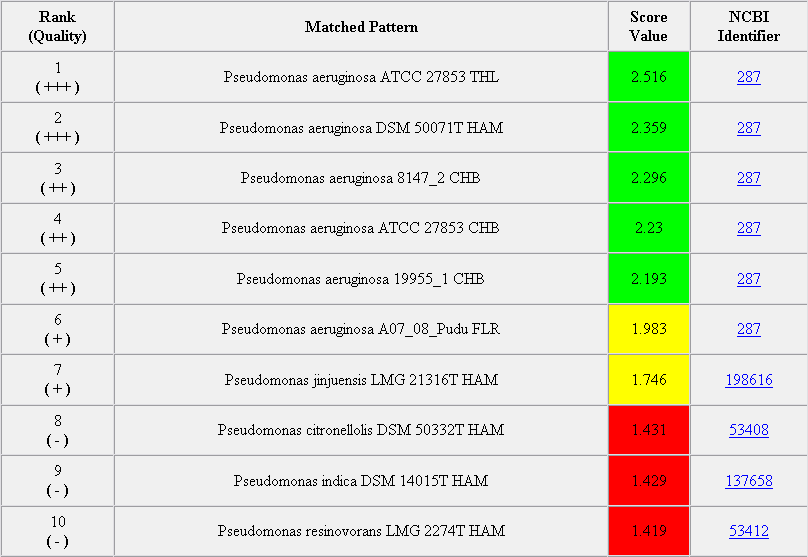 Rank
(Quality)
Matched Pattern
Score
Value
NCBI
Identifier
1
( +++ )
Pseudomonas aeruginosa ATCC 27853 THL
2.516
287
2
( +++ )
Pseudomonas aeruginosa DSM 50071T HAM
2.359
287
3
( ++ )
Pseudomonas aeruginosa 8147_2 CHB
2.296
287
4
( ++ )
Pseudomonas aeruginosa ATCC 27853 CHB
2.23
287
5
( ++ )
Pseudomonas aeruginosa 19955_1 CHB
2.193
287
6
( + )
Pseudomonas aeruginosa A07_08_Pudu FLR
1.983
287
7
( + )
Pseudomonas jinjuensis LMG 21316T HAM
1.746
198616
8
( - )
Pseudomonas citronellolis DSM 50332T HAM
1.431
53408
9
( - )
Pseudomonas indica DSM 14015T HAM
1.429
137658
10
( - )
Pseudomonas resinovorans LMG 2274T HAM
1.419
53412